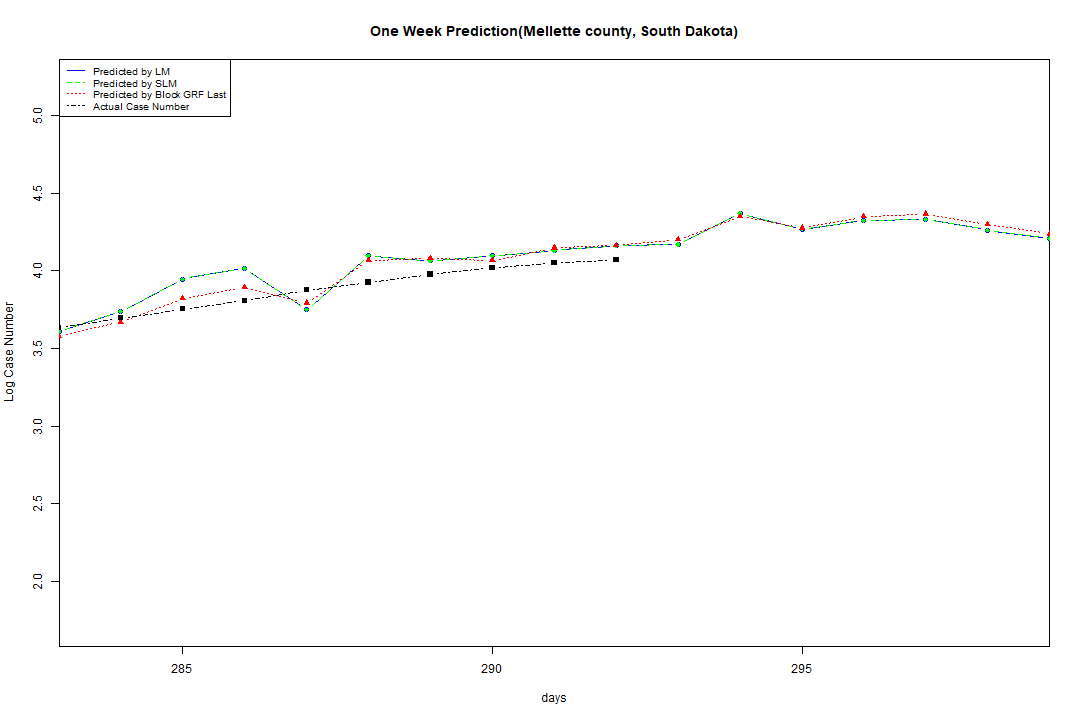 One Week Prediction(Mellette county, South Dakota)
Predicted by LM
Predicted by SLM
Predicted by Block GRF Last
Actual Case Number
5.0
4.5
4.0
3.5
3.0
2.5
2.0
Log Case Number
285 290 295
days